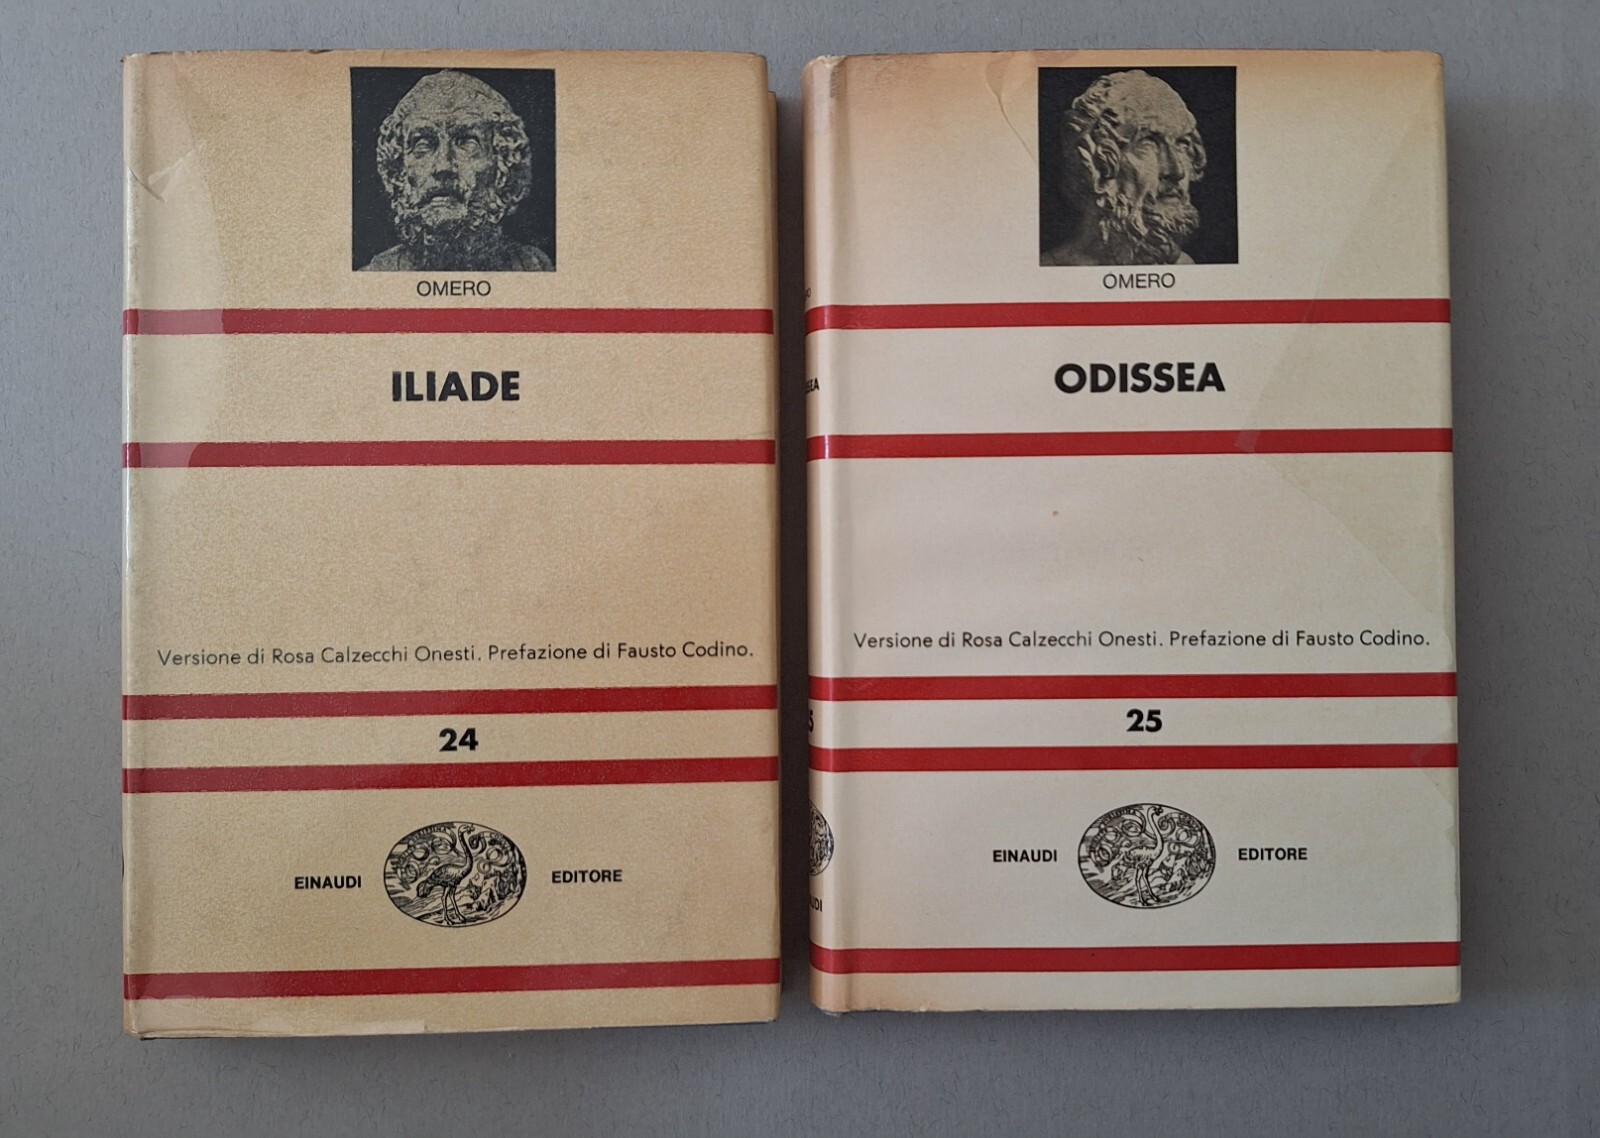 OMERO
ILIADE
Versione di Rosa Calzecchi Onesti. Prefazione di Fausto Codino.
24
EINAUDI EDITORE
OMERO
ODISSEA
Versione di Rosa Calzecchi Onesti. Prefazione di Fausto Codino.
25
EINAUDI EDITORE